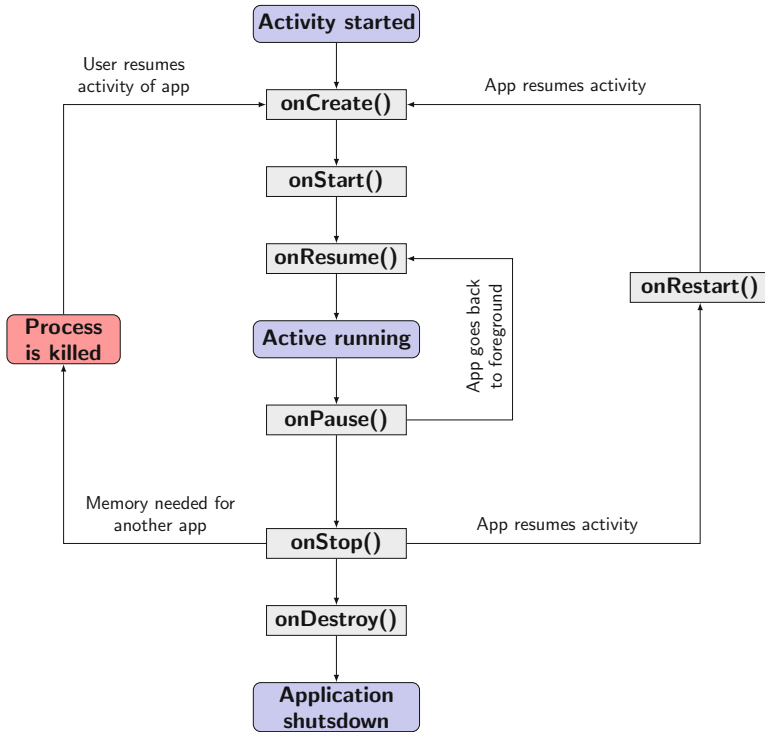 Activity started
User resumes
activity of app
App resumes activity
onCreate()
onStart()
onResume()
onRestart()
App goes back
to foreground
Process
is killed
Active running
onPause()
Memory needed for
another app
App resumes activity
onStop()
onDestroy()
Application
shutsdown